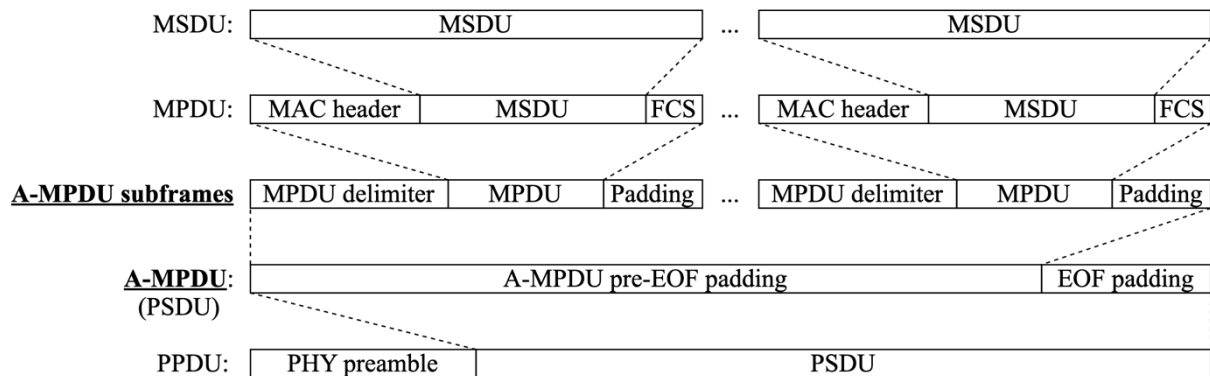 MSDU: MSDU ... MSDU
MPDU: MAC header MSDU FCS ... MAC header MSDU FCS
A-MPDU subframes MPDU delimiter MPDU Padding ... MPDU delimiter MPDU Padding
A-MPDU: A-MPDU pre-EOF padding EOF padding
(PSDU)
PPDU: PHY preamble PSDU